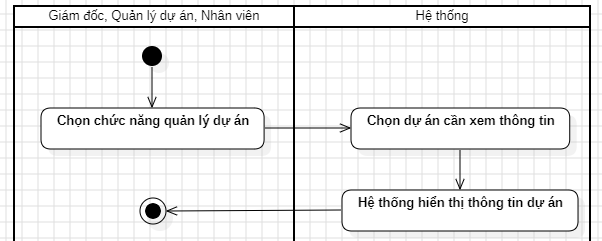 Giám đốc, Quản lý dự án, Nhân viên
Hệ thống
Chọn chức năng quản lý dự án
Chọn dự án cần xem thông tin
Hệ thống hiển thị thông tin dự án